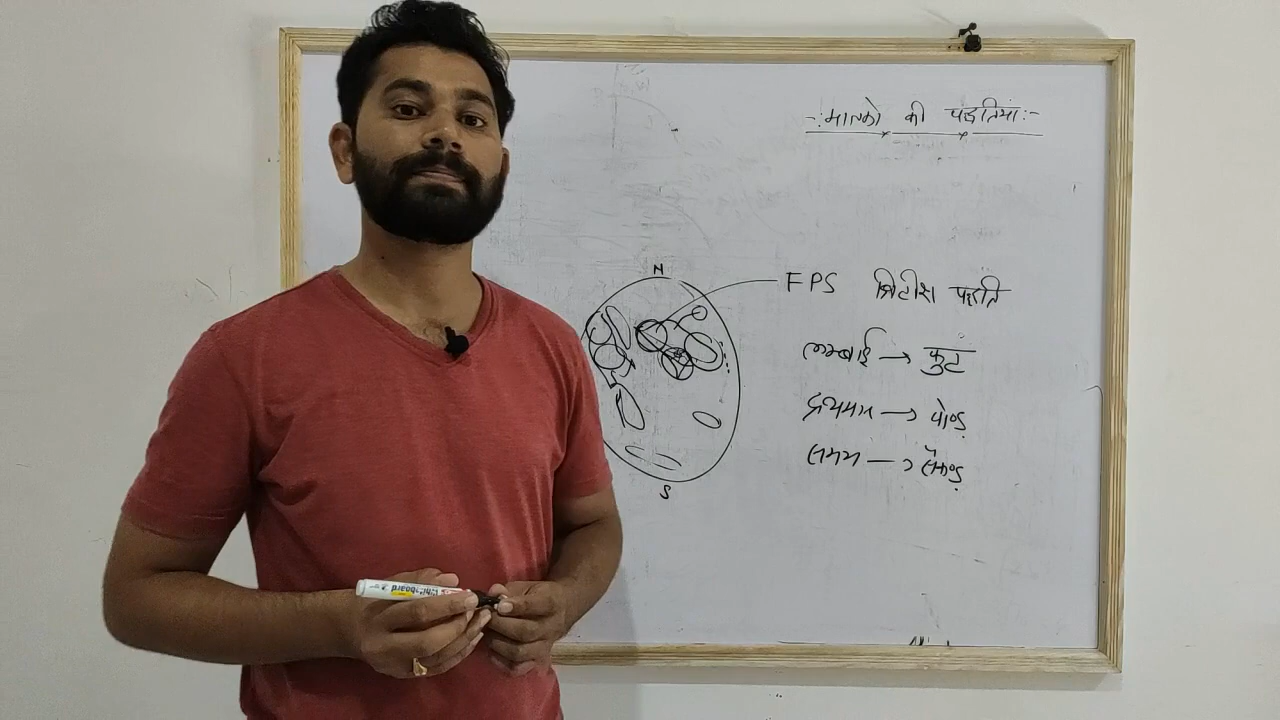 -:मात्रको की पद्धतिया:-
N
FPS ब्रिटीश पद्धति
लम्बाई → फुट
द्रव्यमान → पोण्ड
समय → सैकण्ड
S